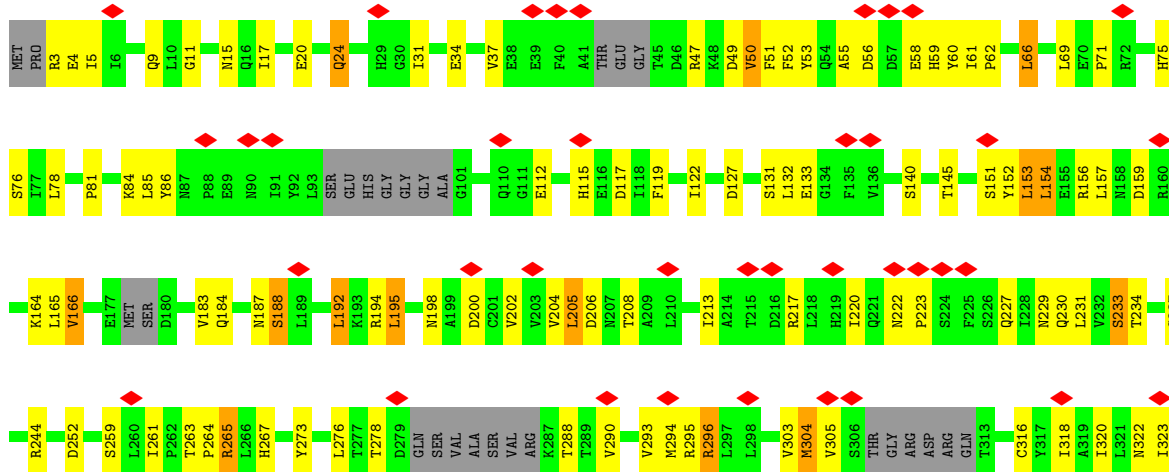 MET PRO R3 E4 I5 I6 Q9 L10 G11 N15 Q16 I17 E20 Q24 H29 G30 I31 E34 V37 E38 E39 F40 A41 THR GLU GLY T45 D46 R47 K48 D49 V50 F51 F52 Y53 Q54 A55 D56 D57 E58 H59 Y60 I61 P62 L66 L69 E70 P71 R72 H75
S76 I77 L78 P81 K84 L85 Y86 N87 P88 E89 N90 I91 Y92 L93 SER GLU HIS GLY GLY GLY ALA G101 Q110 G111 E112 H115 E116 D117 I118 F119 I122 D127 S131 L132 E133 G134 F135 V136 S140 T145 S151 Y152 L153 L154 E155 R156 L157 N158 D159 R160
K164 L165 V166 E177 MET SER D180 V183 Q184 N187 S188 L189 L192 K193 R194 L195 N198 A199 D200 C201 V202 V203 V204 L205 D206 N207 T208 A209 L210 I213 A214 T215 D216 R217 L218 H219 I220 Q221 N222 P223 S224 F225 S226 Q227 I228 N229 Q230 L231 V232 S233 T234
R244 D252 S259 L260 I261 P262 T263 P264 R265 L266 H267 Y273 L276 T277 T278 D279 GLN SER VAL ALA SER VAL ARG K287 T288 T289 V290 V293 M294 R295 R296 L297 L298 V303 M304 V305 S306 THR GLY ARG ASP ARG GLN T313 C316 Y317 I318 A319 I320 L321 N322 I323